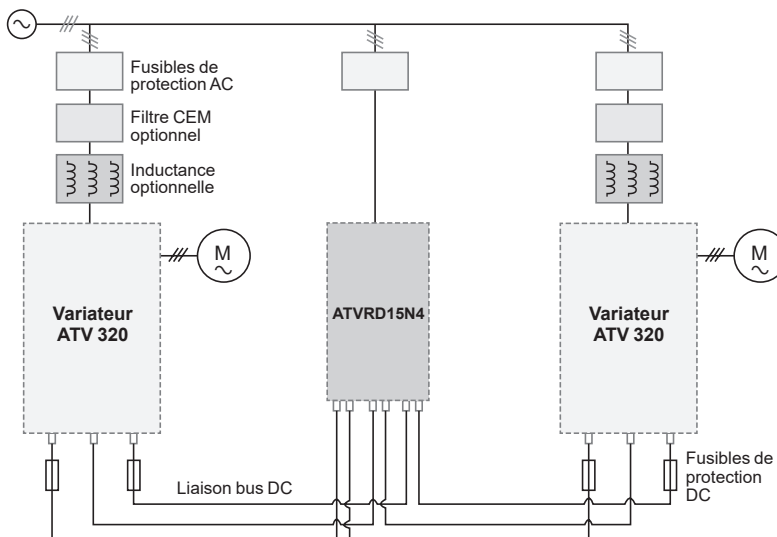 Fusibles de
protection AC
Filtre CEM
optionnel
Inductance
optionnelle
M
Variateur
ATV 320
ATVRD15N4
M
Variateur
ATV 320
Liaison bus DC
Fusibles de
protection
DC